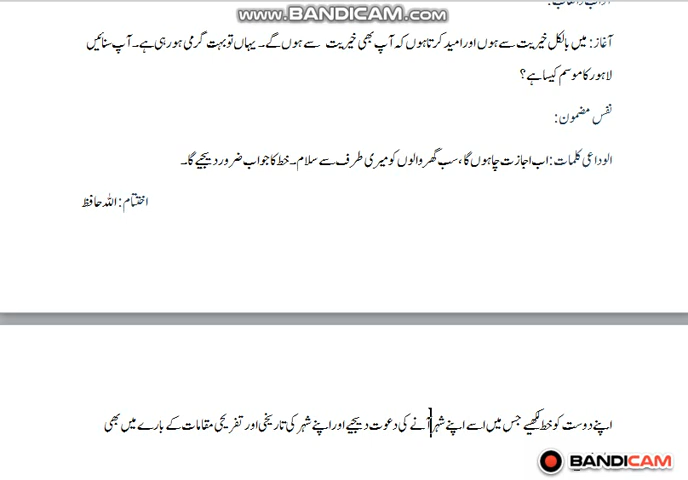 www.BANDICAM.com
آداب و القاب:
آغاز: میں بالکل خیریت سے ہوں اور امید کرتا ہوں کہ آپ بھی خیریت سے ہوں گے۔ یہاں تو بہت گرمی ہو رہی ہے۔ آپ سنائیں
لاہور کا موسم کیسا ہے؟
نفس مضمون:
الوداعی کلمات: اب اجازت چاہوں گا، سب گھر والوں کو میری طرف سے سلام۔ خط کا جواب ضرور دیجیے گا۔
اختتام: اللہ حافظ
اپنے دوست کو خط لکھیے جس میں اسے اپنے شہر آنے کی دعوت دیجیے اور اپنے شہر کی تاریخی اور تفریحی مقامات کے بارے میں بھی
BANDICAM